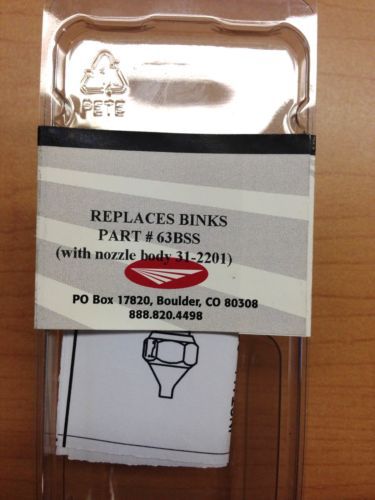 PETE
REPLACES BINKS
PART # 63BSS
(with nozzle body 31-2201)
PO Box 17820, Boulder, CO 80308
888.820.4498